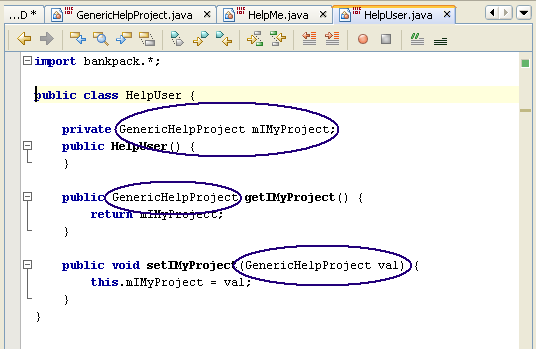 ...D * GenericHelpProject.java HelpMe.java HelpUser.java
import bankpack.*;
public class HelpUser {
private GenericHelpProject mIMyProject;
public HelpUser() {
}
public GenericHelpProject getIMyProject() {
return mIMyProject;
}
public void setIMyProject(GenericHelpProject val) {
this.mIMyProject = val;
}
}